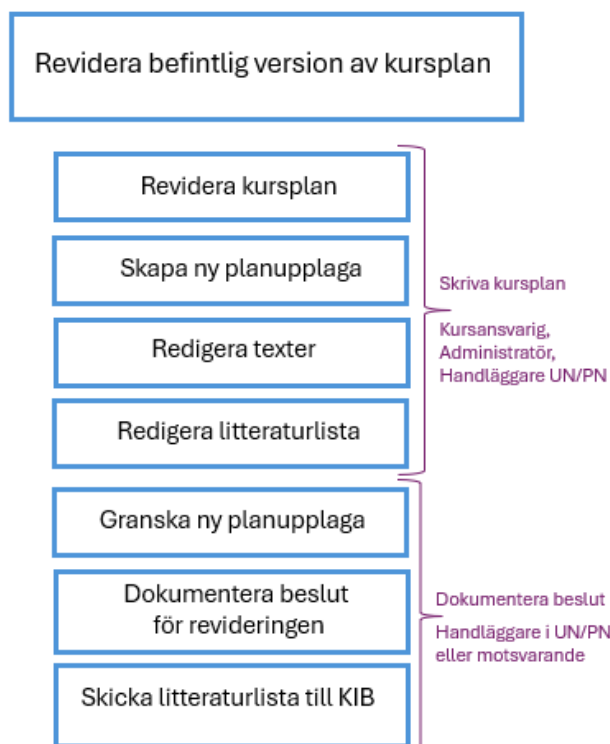 Revidera befintlig version av kursplan
Revidera kursplan
Skapa ny planupplaga
Redigera texter
Redigera litteraturlista
Skriva kursplan
Kursansvarig,
Administratör,
Handläggare UN/PN
Granska ny planupplaga
Dokumentera beslut
för revideringen
Skicka litteraturlista till KIB
Dokumentera beslut
Handläggare i UN/PN
eller motsvarande